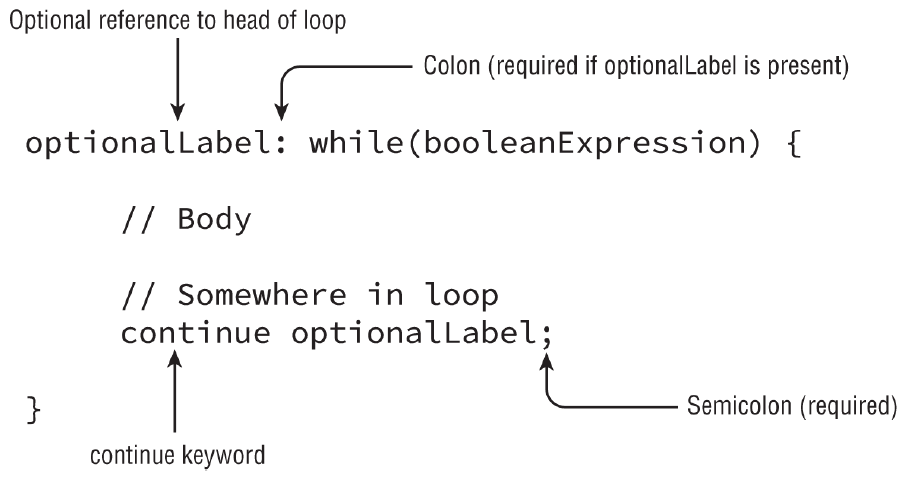 Optional reference to head of loop
Colon (required if optionalLabel is present)
optionalLabel: while(booleanExpression) {
// Body
// Somewhere in loop
continue optionalLabel;
}
Semicolon (required)
continue keyword